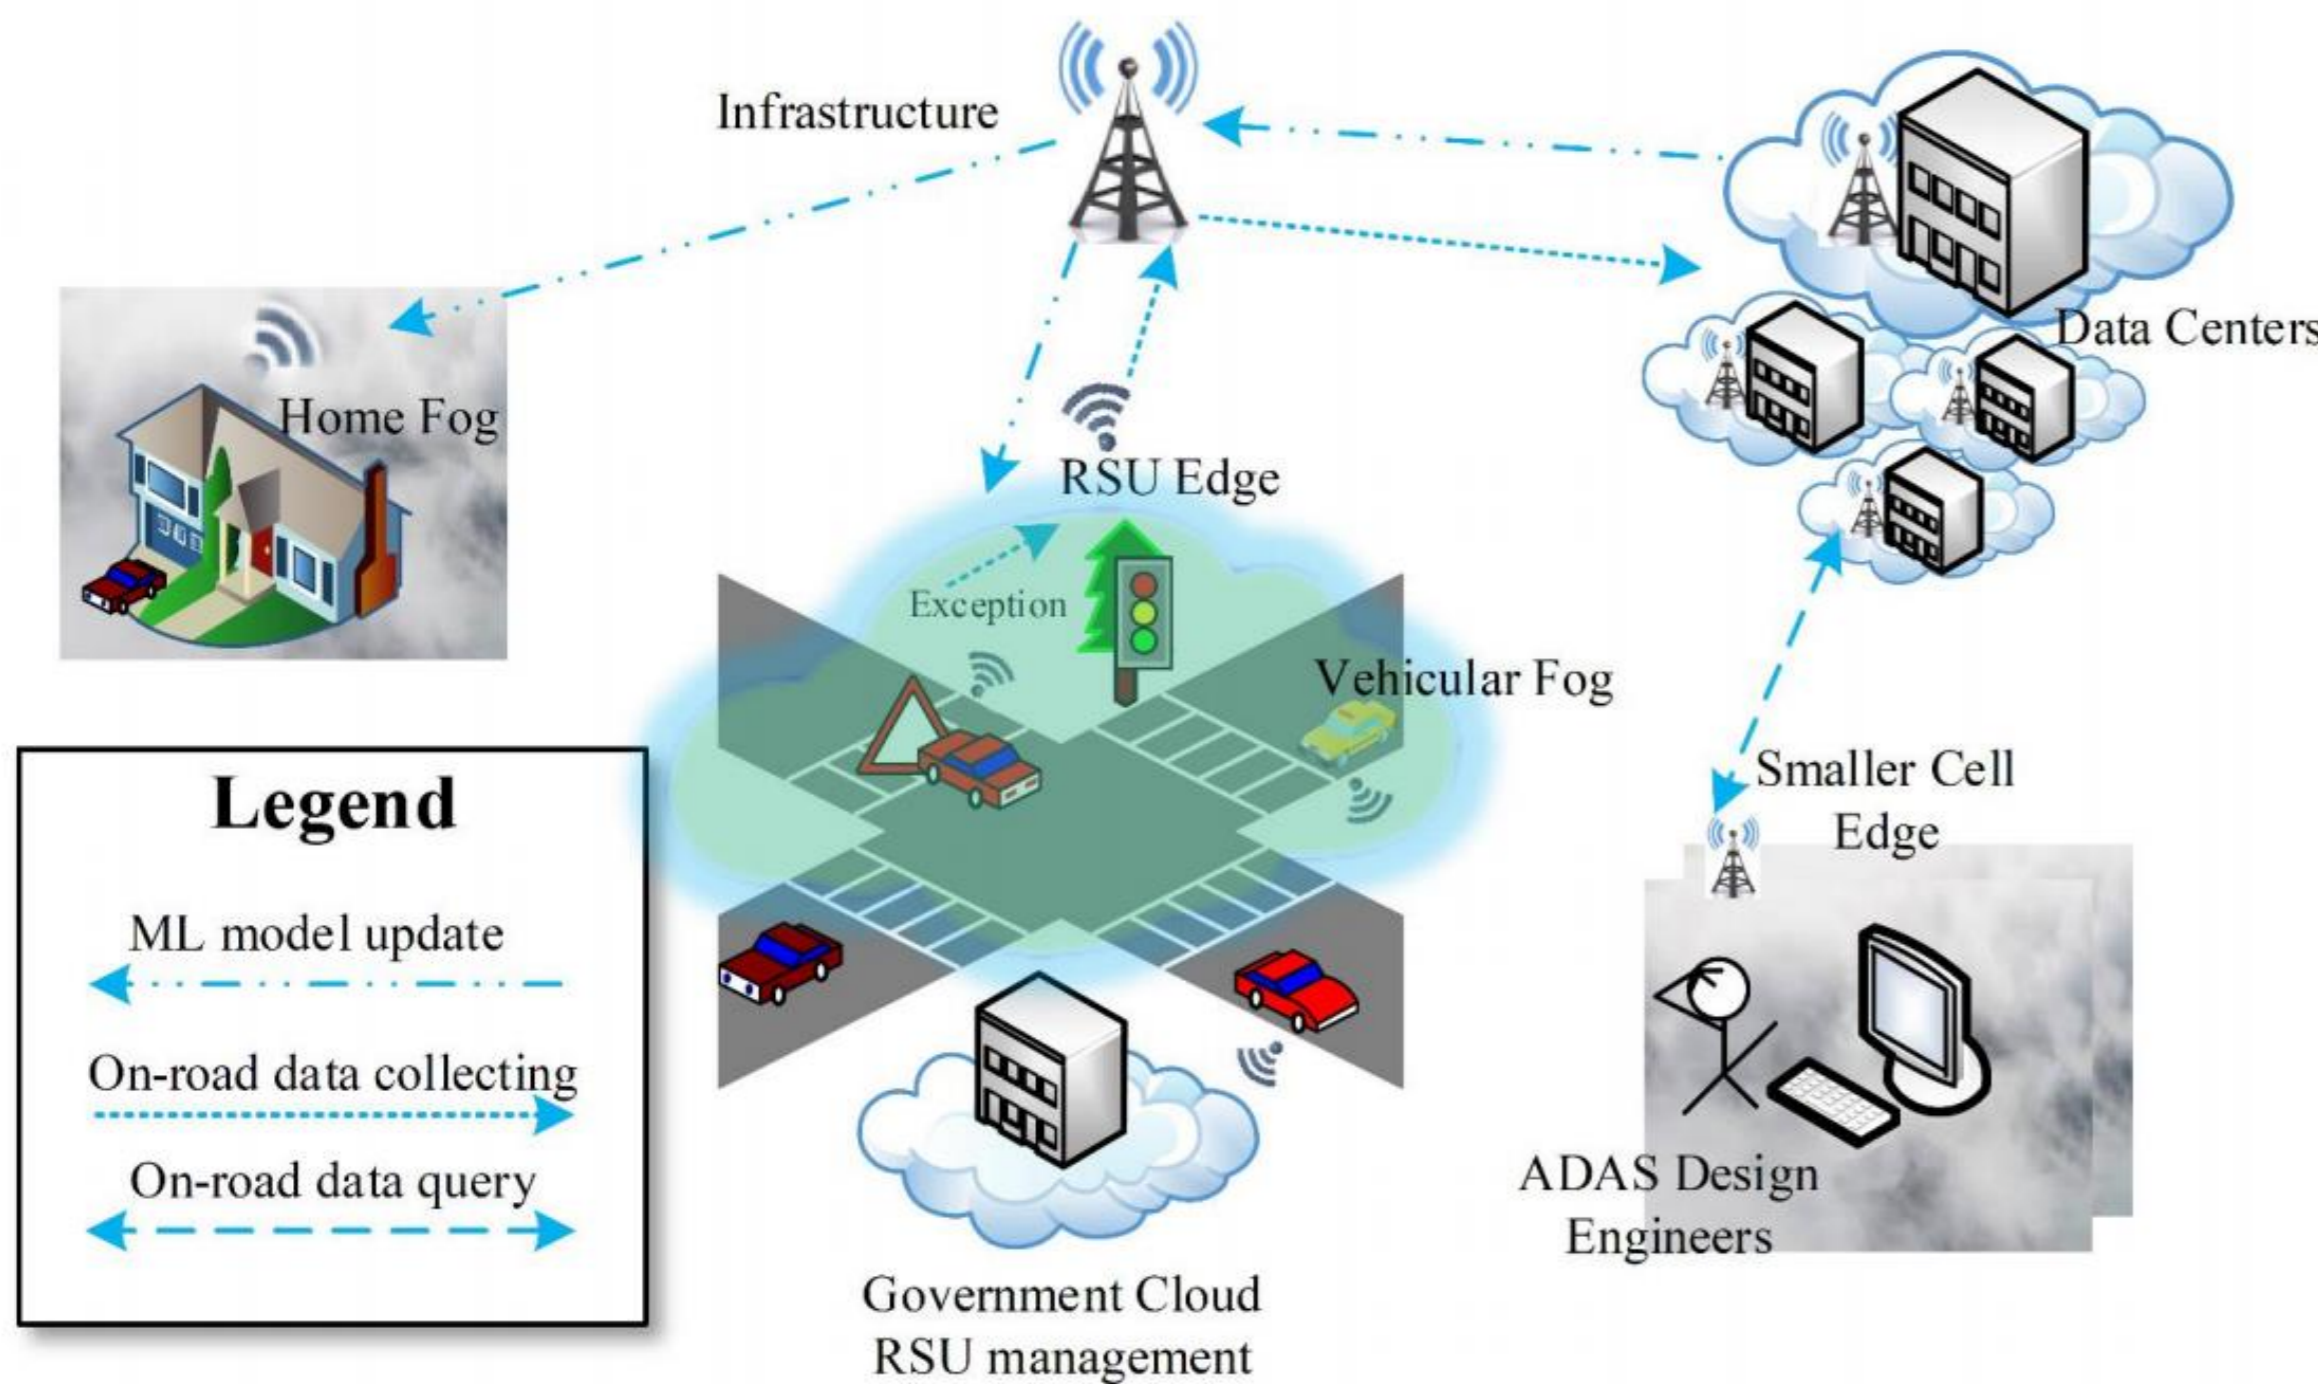 Infrastructure
Data Centers
Home Fog
RSU Edge
Exception
Vehicular Fog
Smaller Cell
Edge
Legend
ML model update
On-road data collecting
On-road data query
ADAS Design
Engineers
Government Cloud
RSU management